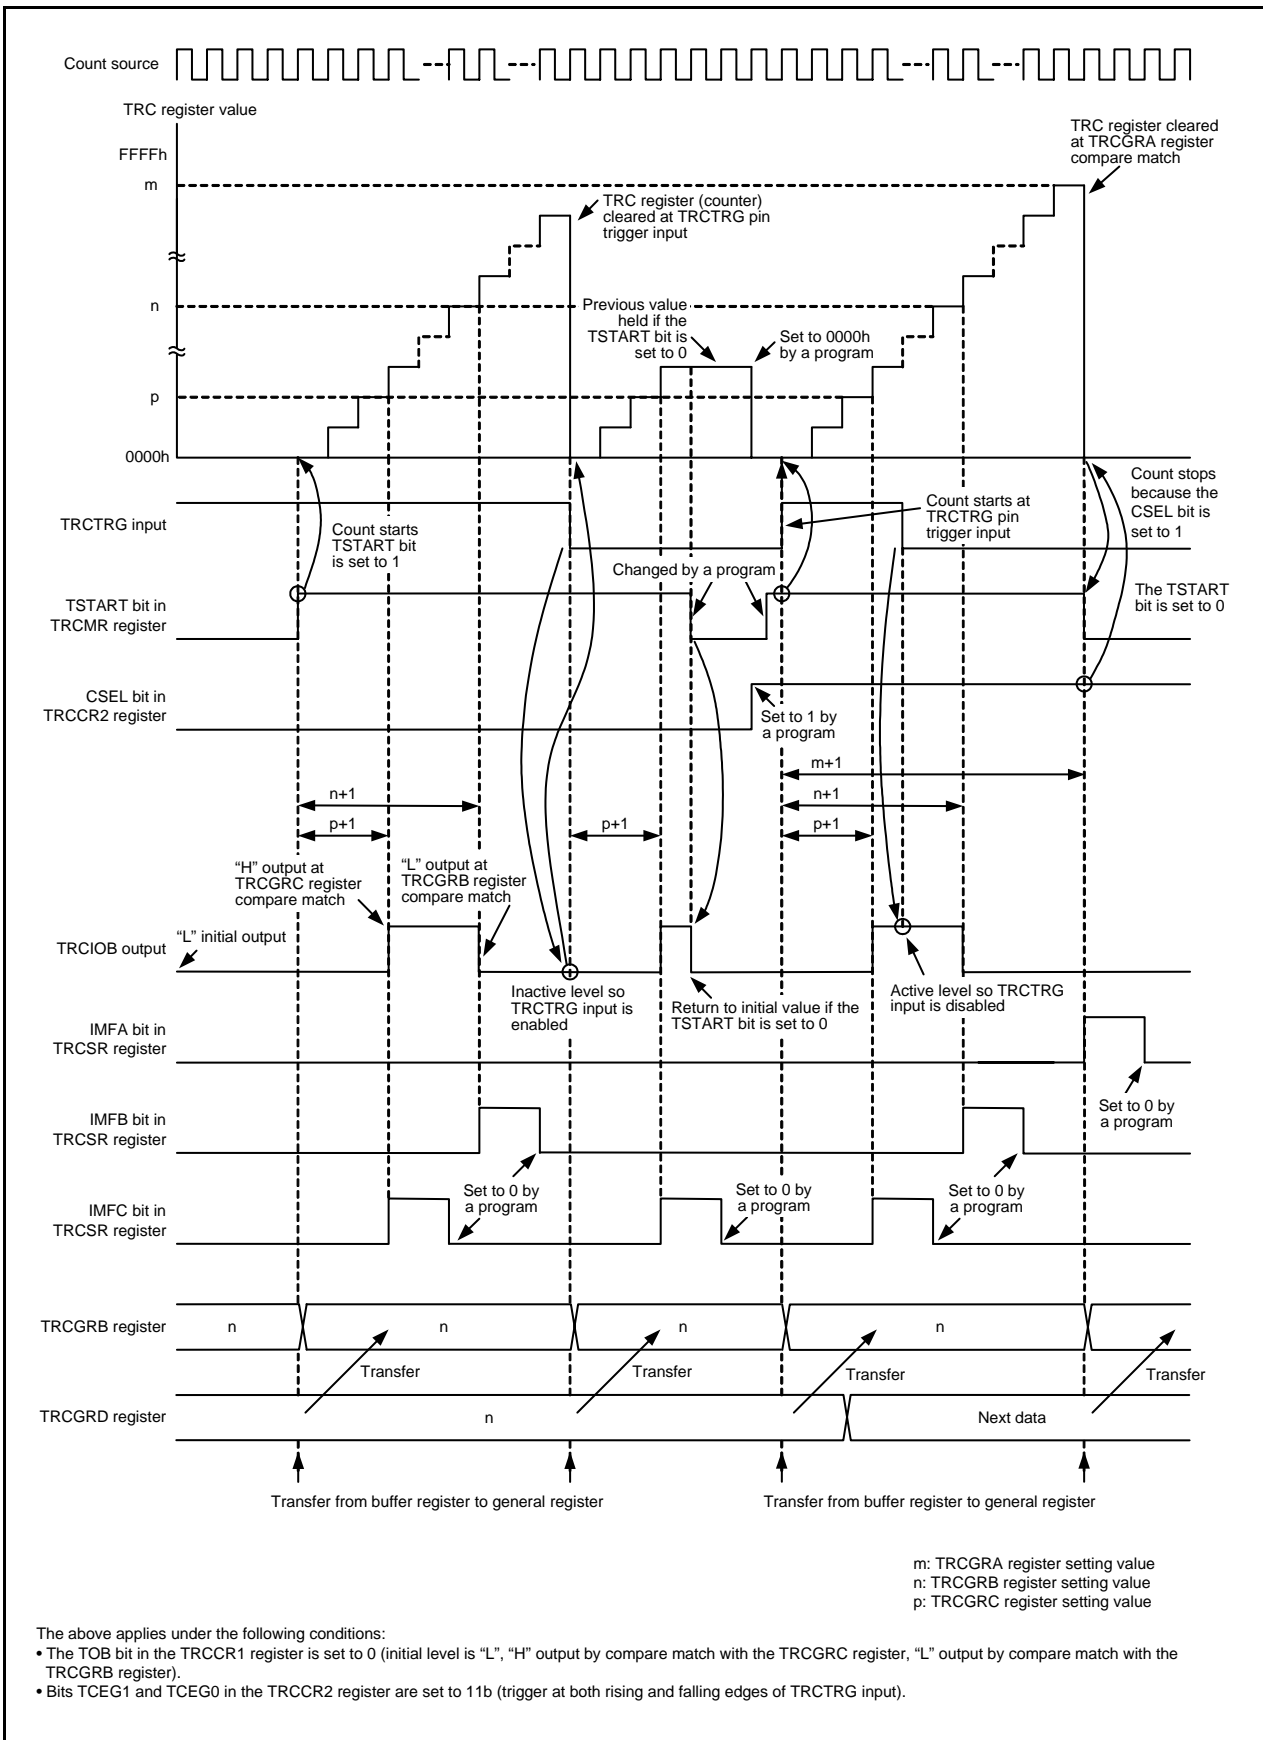 Count source
TRC register value
FFFFh
m
n
p
0000h
TRC register cleared
at TRCGRA register
compare match
TRC register (counter)
cleared at TRCTRG pin
trigger input
Previous value
held if the
TSTART bit is
set to 0
Set to 0000h
by a program
TRCTRG input
Count starts
TSTART bit
is set to 1
Count starts at
TRCTRG pin
trigger input
Count stops
because the
CSEL bit is
set to 1
Changed by a program
TSTART bit in
TRCMR register
The TSTART
bit is set to 0
CSEL bit in
TRCCR2 register
Set to 1 by
a program
m+1
n+1
n+1
p+1
p+1
p+1
“H” output at
TRCGRC register
compare match
“L” output at
TRCGRB register
compare match
TRCIOB output
“L” initial output
Inactive level so
TRCTRG input is
enabled
Return to initial value if the
TSTART bit is set to 0
Active level so TRCTRG
input is disabled
IMFA bit in
TRCSR register
Set to 0 by
a program
IMFB bit in
TRCSR register
Set to 0 by
a program
Set to 0 by
a program
Set to 0 by
a program
IMFC bit in
TRCSR register
TRCGRB register
n
n
n
n
Transfer
Transfer
Transfer
Transfer
TRCGRD register
n
Next data
Transfer from buffer register to general register
Transfer from buffer register to general register
m: TRCGRA register setting value
n: TRCGRB register setting value
p: TRCGRC register setting value
The above applies under the following conditions:
• The TOB bit in the TRCCR1 register is set to 0 (initial level is “L”, “H” output by compare match with the TRCGRC register, “L” output by compare match with the
TRCGRB register).
• Bits TCEG1 and TCEG0 in the TRCCR2 register are set to 11b (trigger at both rising and falling edges of TRCTRG input).